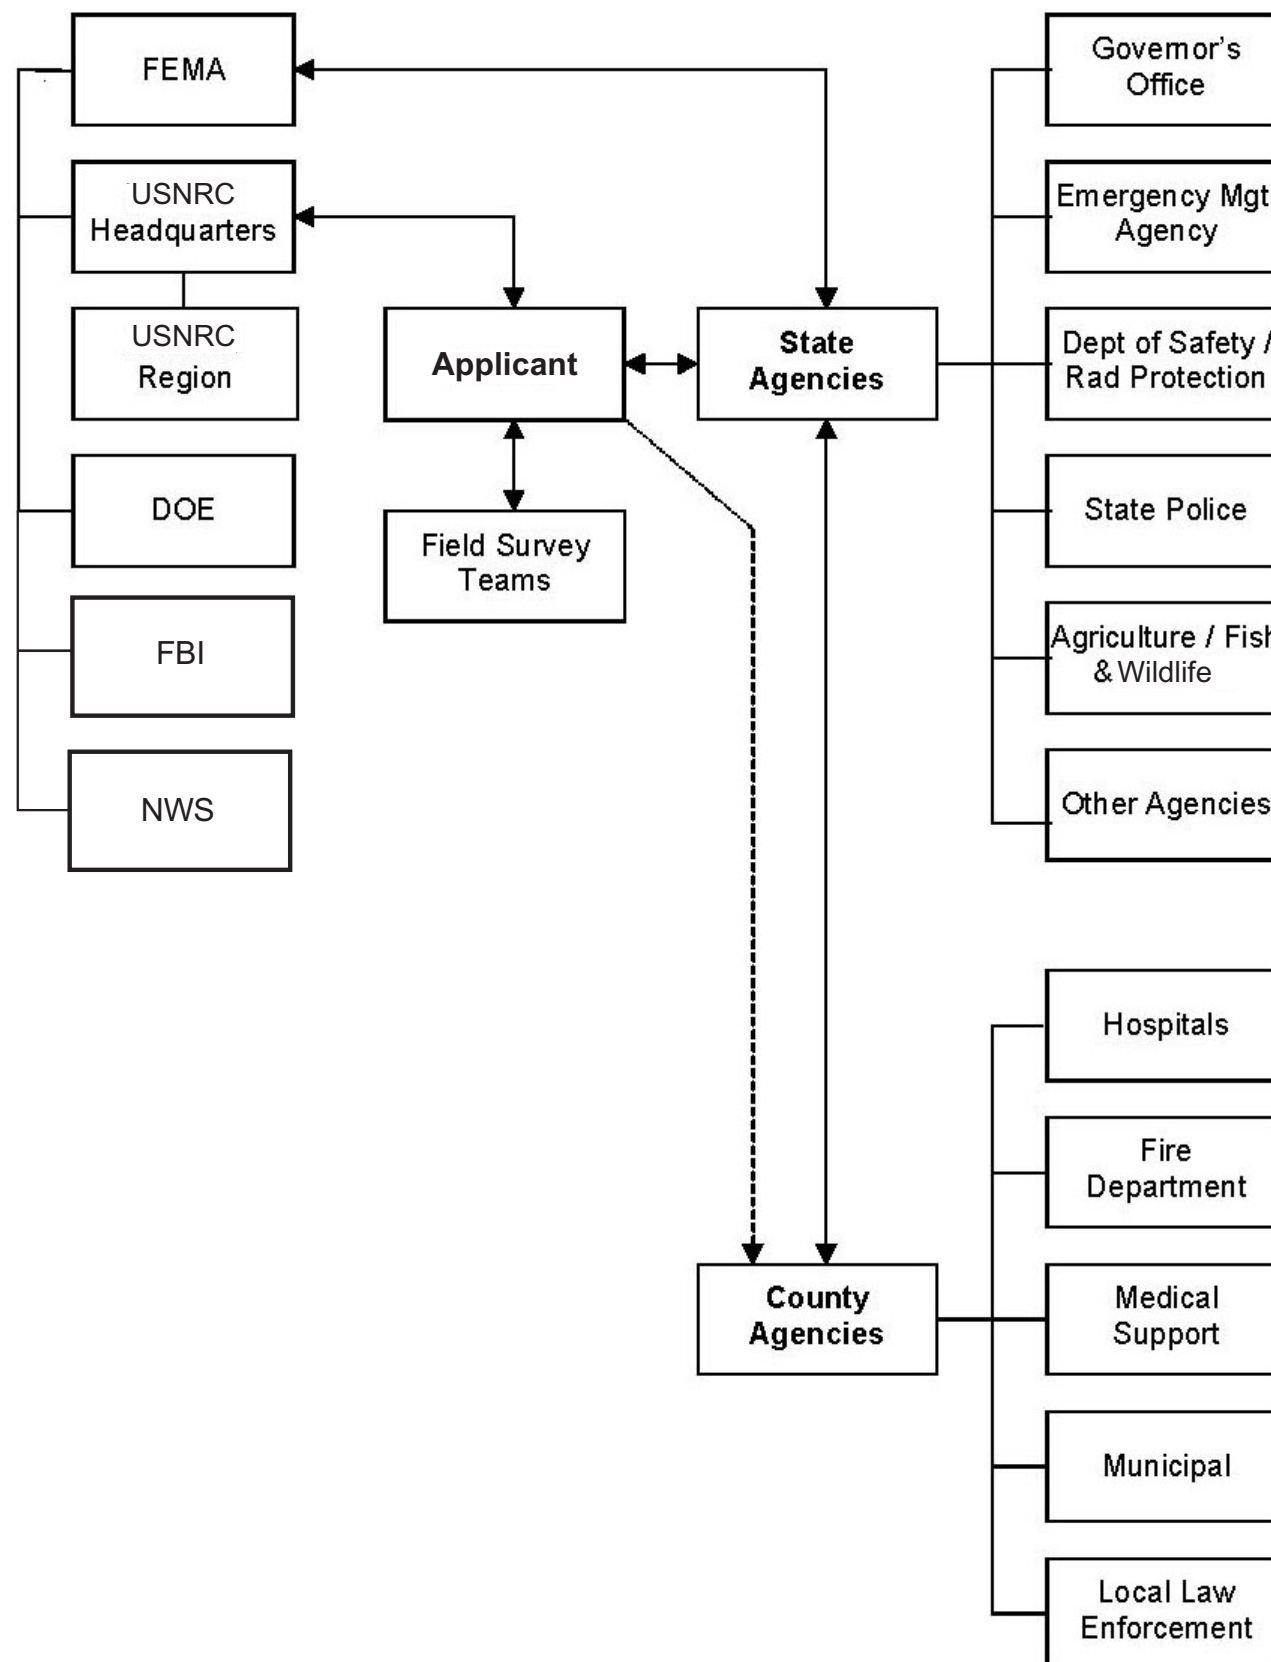 FEMA
USNRC
Headquarters
USNRC
Region
DOE
FBI
NWS
Applicant
Field Survey
Teams
State
Agencies
County
Agencies
Governor's
Office
Emergency Mgt
Agency
Dept of Safety /
Rad Protection
State Police
Agriculture / Fish
& Wildlife
Other Agencies
Hospitals
Fire
Department
Medical
Support
Municipal
Local Law
Enforcement